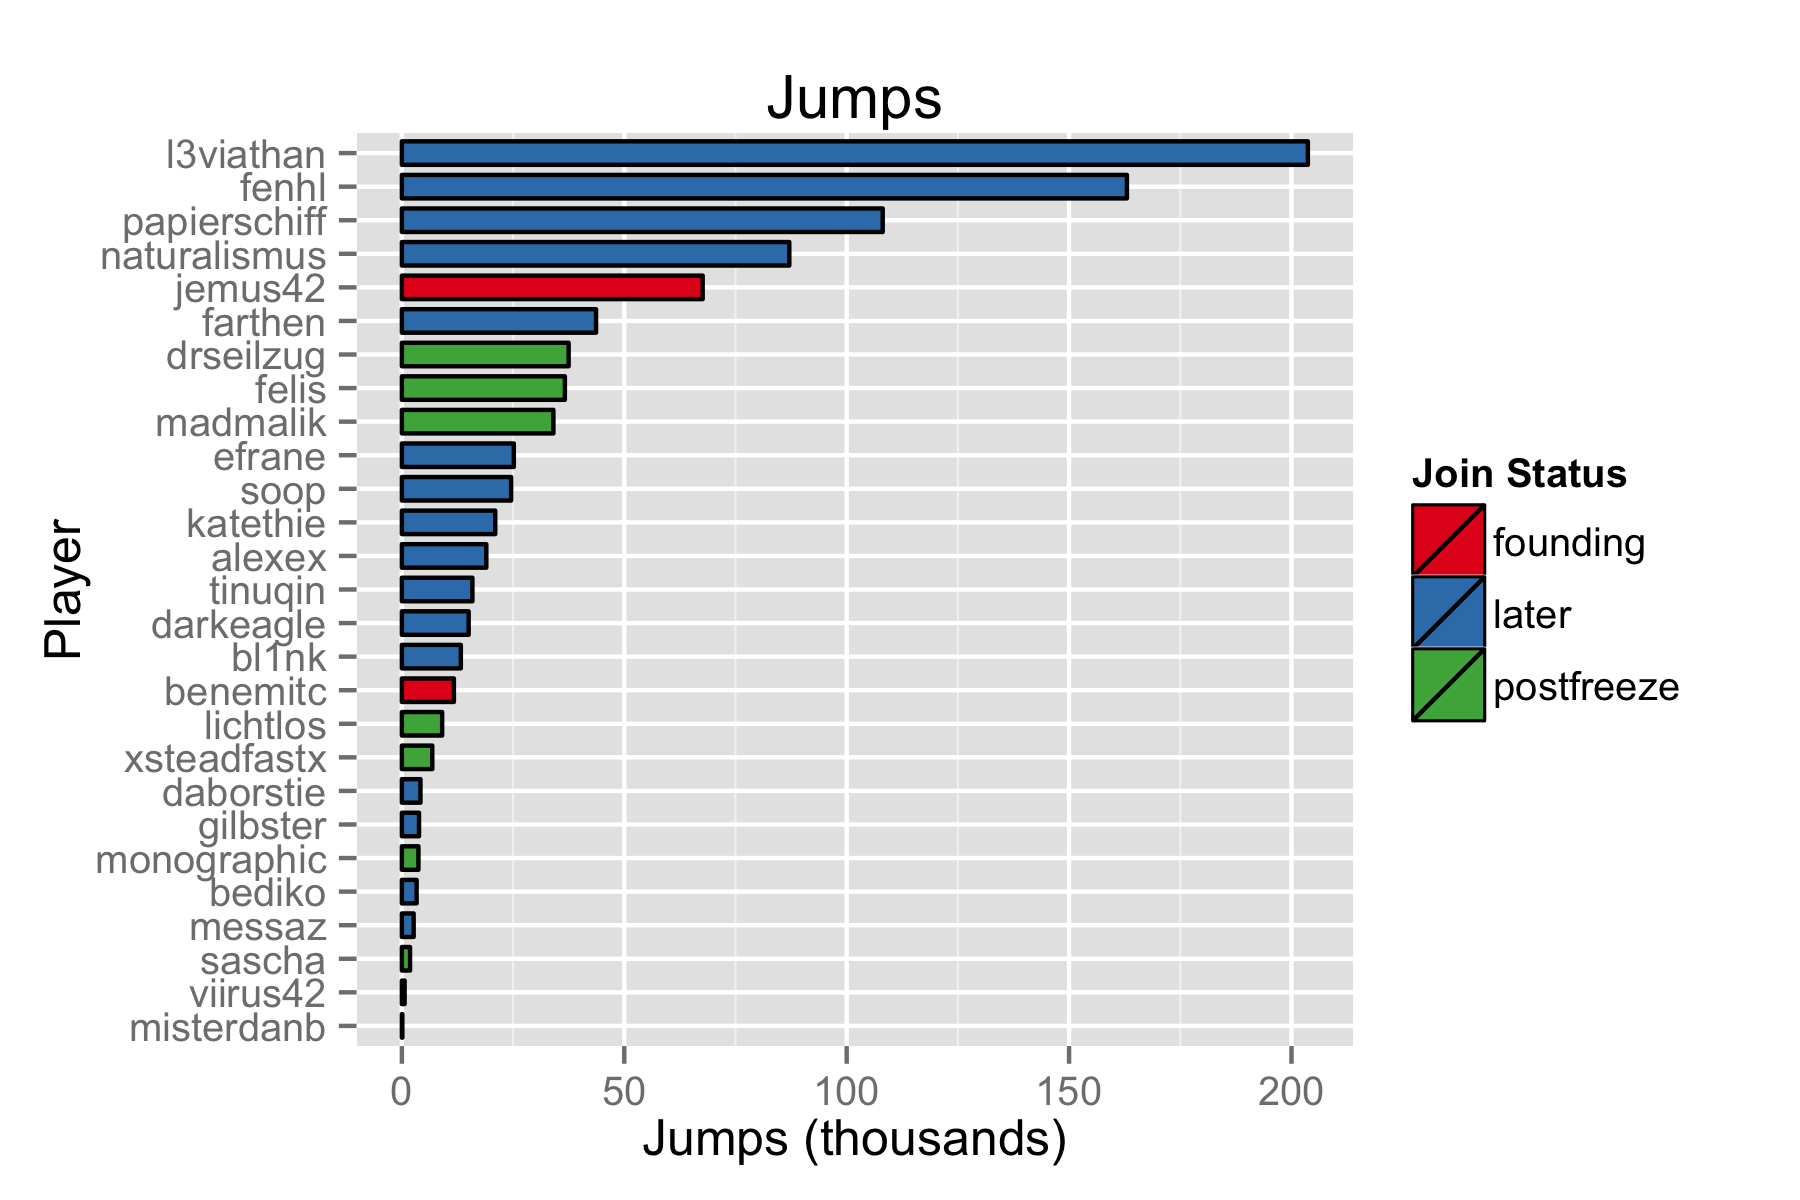 Jumps
l3viathan
fenhl
papierschiff
naturalismus
jemus42
farthen
drseilzug
felis
madmalik
efrane
soop
katethie
alexex
tinuqin
darkeagle
bl1nk
benemitc
lichtlos
xsteadfastx
daborstie
gilbster
monographic
bediko
messaz
sascha
viirus42
misterdanb
Player
0 50 100 150 200
Jumps (thousands)
Join Status
founding
later
postfreeze